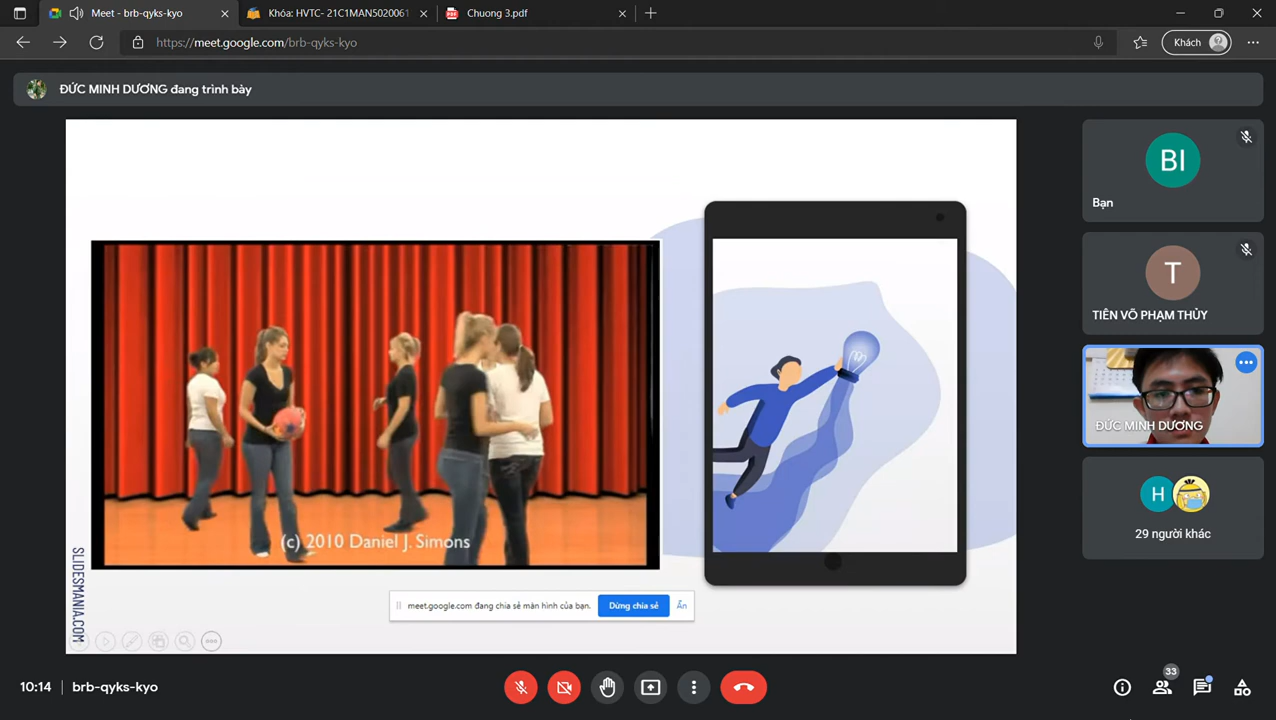 Meet - brb-qyks-kyo
Khóa: HVTC- 21C1MAN5020061
PDF
Chuong 3.pdf
https://meet.google.com/brb-qyks-kyo
Khách
ĐỨC MINH DƯƠNG đang trình bày
BI
Bạn
T
TIÊN VÕ PHẠM THỦY
ĐỨC MINH DƯƠNG
H
29 người khác
(c) 2010 Daniel J. Simons
SLIDESMANIA.COM
meet.google.com đang chia sẻ màn hình của bạn.
Dừng chia sẻ
Ẩn
10:14
brb-qyks-kyo
33